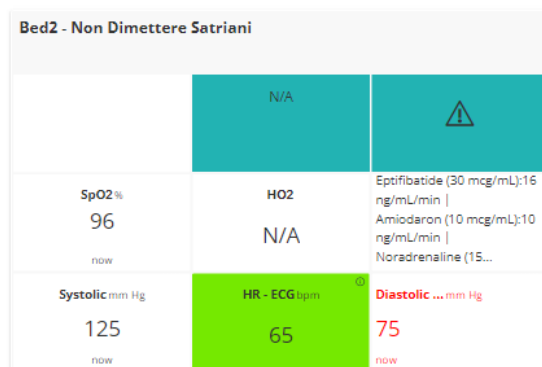 Bed2 - Non Dimettere Satriani
N/A
SpO2 %
96
now
HO2
N/A
Eptifibatide (30 mcg/mL):16
ng/mL/min |
Amiodaron (10 mcg/mL):10
ng/mL/min |
Noradrenaline (15...
Systolic mm Hg
125
now
HR - ECG bpm
65
Diastolic ... mm Hg
75
now